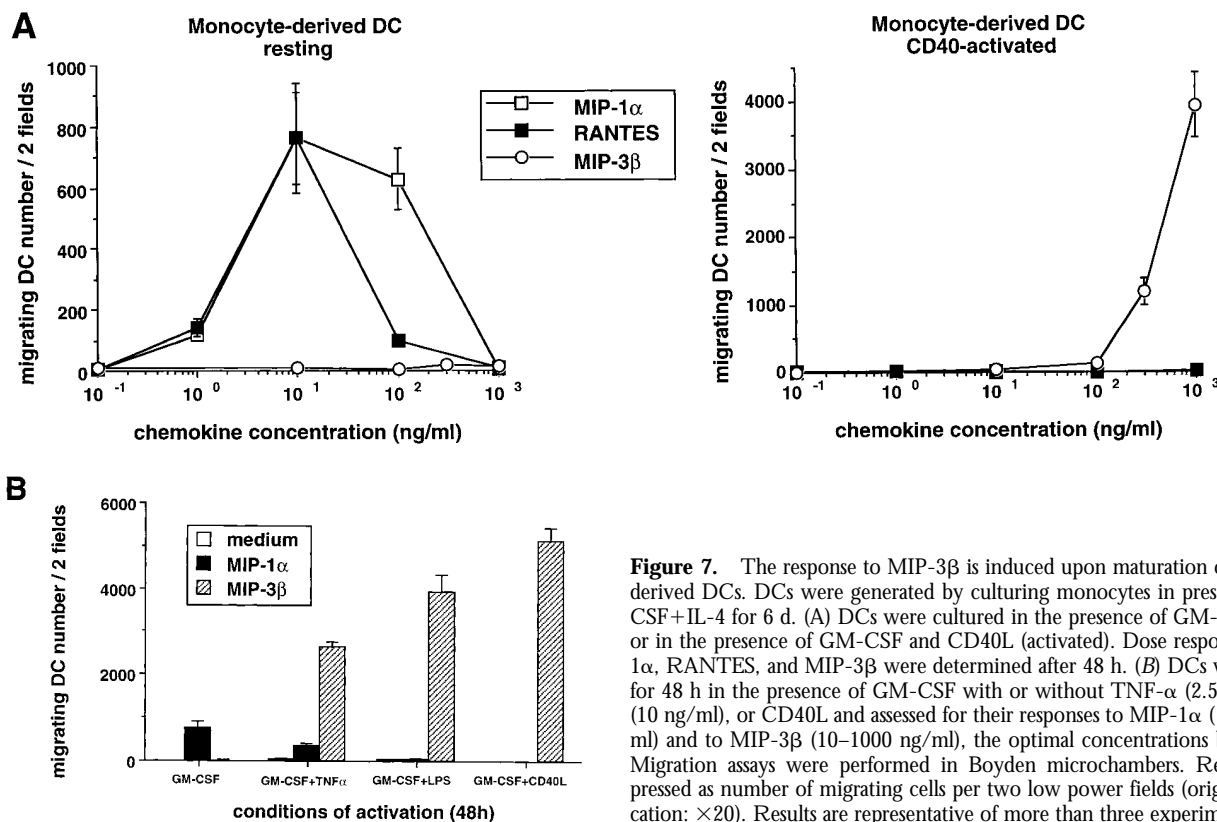 A
Monocyte-derived DC
resting
migrating DC number / 2 fields
1000
800
600
400
200
0
10 -1
10 0
10 1
10 2
10 3
chemokine concentration (ng/ml)
MIP-1α
RANTES
MIP-3β
Monocyte-derived DC
CD40-activated
migrating DC number / 2 fields
4000
3000
2000
1000
0
10 -1
10 0
10 1
10 2
10 3
chemokine concentration (ng/ml)
B
migrating DC number / 2 fields
6000
4000
2000
0
medium
MIP-1α
MIP-3β
GM-CSF
GM-CSF+TNFα
GM-CSF+LPS
GM-CSF+CD40L
conditions of activation (48h)
Figure 7. The response to MIP-3β is induced upon maturation
derived DCs. DCs were generated by culturing monocytes in
CSF+IL-4 for 6 d. (A) DCs were cultured in the presence of GM-
or in the presence of GM-CSF and CD40L (activated). Dose
1α, RANTES, and MIP-3β were determined after 48 h. (B) DCs
for 48 h in the presence of GM-CSF with or without TNF-α (2.5
(10 ng/ml), or CD40L and assessed for their responses to MIP-1α (
ml) and to MIP-3β (10–1000 ng/ml), the optimal concentrations
Migration assays were performed in Boyden microchambers.
pressed as number of migrating cells per two low power fields
cation: ×20). Results are representative of more than three